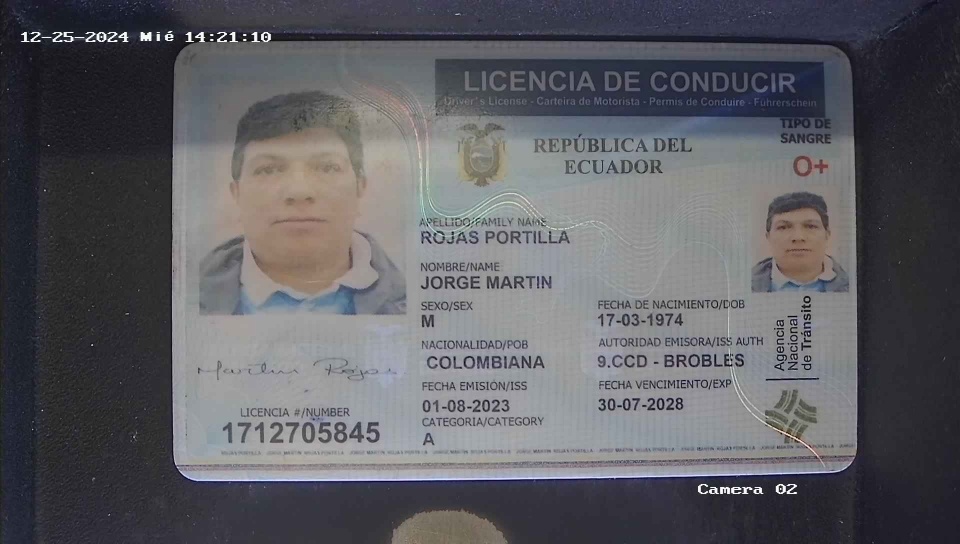 12-25-2024 Mié 14:21:10
LICENCIA DE CONDUCIR
Driver's License - Carteira de Motorista - Permis de Conduire - Führerschein
REPÚBLICA DEL
ECUADOR
TIPO DE
SANGRE
O+
APELLIDO/FAMILY NAME
ROJAS PORTILLA
NOMBRE/NAME
JORGE MARTIN
SEXO/SEX
M
FECHA DE NACIMIENTO/DOB
17-03-1974
NACIONALIDAD/POB
COLOMBIANA
AUTORIDAD EMISORA/ISS AUTH
9.CCD - BROBLES
FECHA EMISIÓN/ISS
01-08-2023
FECHA VENCIMIENTO/EXP
30-07-2028
CATEGORIA/CATEGORY
A
Agencia
Nacional
de Tránsito
Martin Rojas
LICENCIA #/NUMBER
1712705845
Camera 02